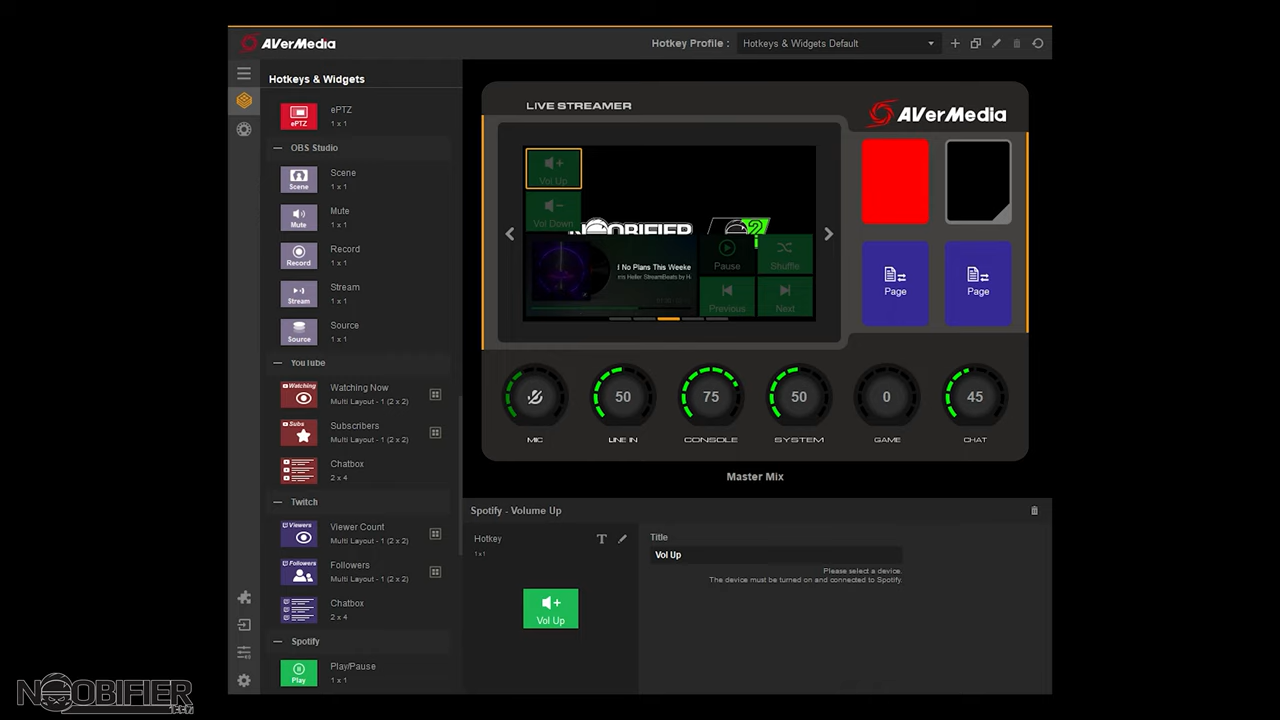 AVerMedia
Hotkey Profile :
Hotkeys & Widgets Default
Hotkeys & Widgets
ePTZ
ePTZ
1 x 1
OBS Studio
Scene
Scene
1 x 1
Mute
Mute
1 x 1
Record
Record
1 x 1
Stream
Stream
1 x 1
Source
Source
1 x 1
YouTube
Watching
Watching Now
Multi Layout - 1 (2 x 2)
Subs
Subscribers
Multi Layout - 1 (2 x 2)
Chatbox
2 x 4
Twitch
Viewers
Viewer Count
Multi Layout - 1 (2 x 2)
Followers
Followers
Multi Layout - 1 (2 x 2)
Chatbox
2 x 4
Spotify
Play
Play/Pause
1 x 1
LIVE STREAMER
AVerMedia
Vol Up
Vol Down
NOOBIFIER
2
l No Plans This Weeke
Pause
Shuffle
Previous
Next
Page
Page
50
75
50
0
45
MIC
LINE IN
CONSOLE
SYSTEM
GAME
CHAT
Master Mix
Spotify - Volume Up
Hotkey
1x1
T
Vol Up
Title
Vol Up
Please select a device.
The device must be turned on and connected to Spotify.
NOOBIFIER
TECH